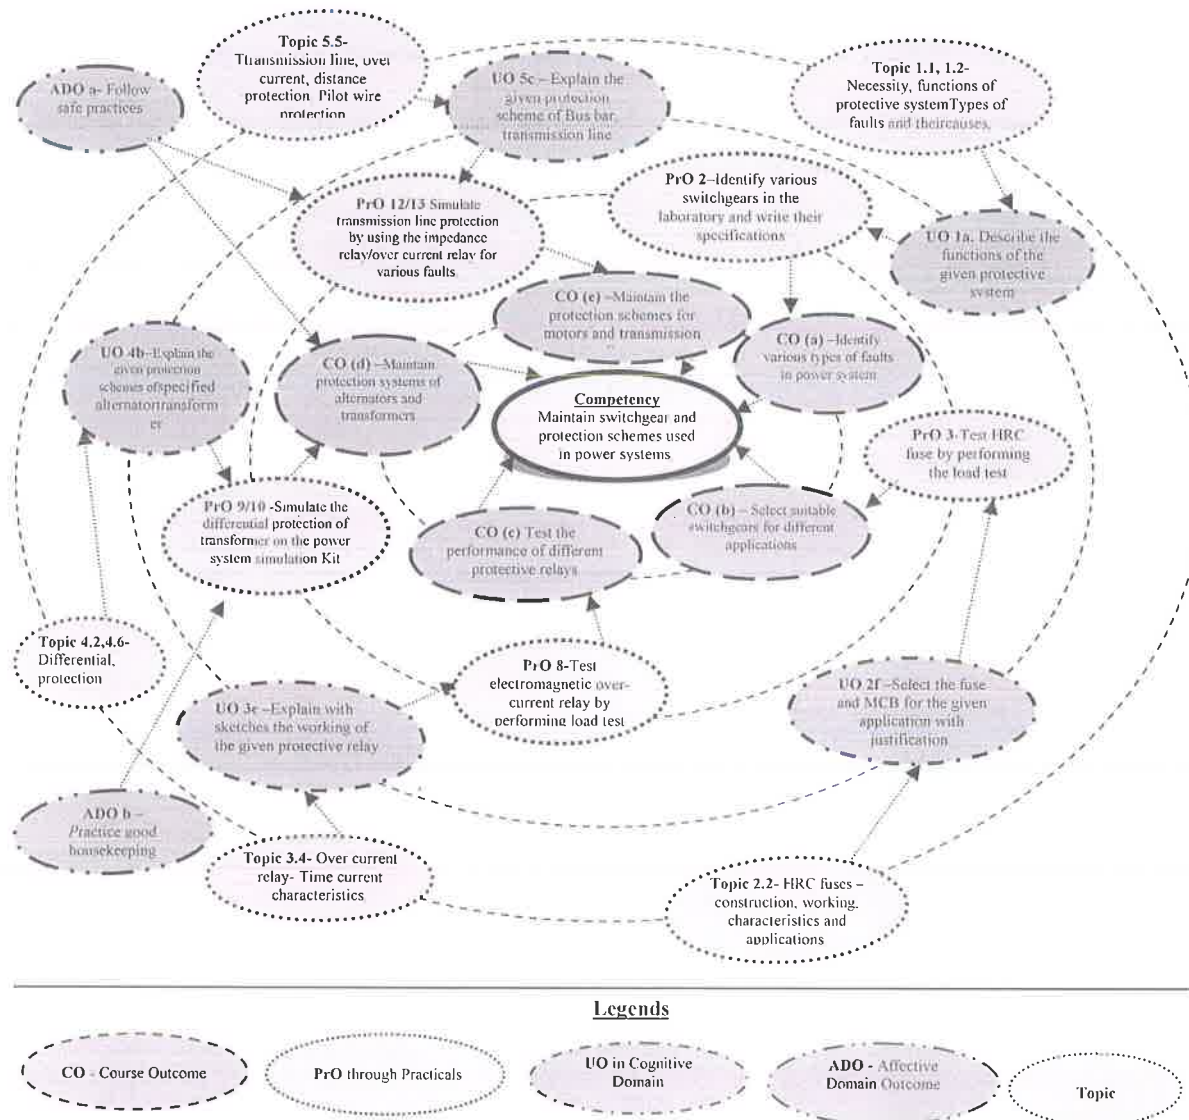 Topic 5.5-
Ttransmission line, over
current, distance
protection, Pilot wire
protection
ADO a- Follow
safe practices
UO 5c – Explain the
given protection
scheme of Bus bar,
transmission line
Topic 1.1, 1.2-
Necessity, functions of
protective systemTypes of
faults and theircauses.
PrO 12/13 Simulate
transmission line protection
by using the impedance
relay/over current relay for
various faults
PrO 2–Identify various
switchgears in the
laboratory and write their
specifications
UO 1a. Describe the
functions of the
given protective
system
CO (e) –Maintain the
protection schemes for
motors and transmission
UO 4b–Explain the
given protection
schemes ofspecified
alternatortransform
er
CO (d) –Maintain
protection systems of
alternators and
transformers
CO (a) –Identify
various types of faults
in power system
Competency
Maintain switchgear and
protection schemes used
in power systems
PrO 3-Test HRC
fuse by performing
the load test
PrO 9/10 -Simulate the
differential protection of
transformer on the power
system simulation Kit
CO (c) Test the
performance of different
protective relays
CO (b) – Select suitable
switchgears for different
applications
Topic 4.2,4.6-
Differential,
protection
PrO 8-Test
electromagnetic over-
current relay by
performing load test
UO 3e –Explain with
sketches the working of
the given protective relay
UO 2f –Select the fuse
and MCB for the given
application with
justification
ADO b –
Practice good
housekeeping
Topic 3.4- Over current
relay- Time current
characteristics
Topic 2.2- HRC fuses –
construction, working,
characteristics and
applications
Legends
CO - Course Outcome
PrO through Practicals
UO in Cognitive
Domain
ADO - Affective
Domain Outcome
Topic